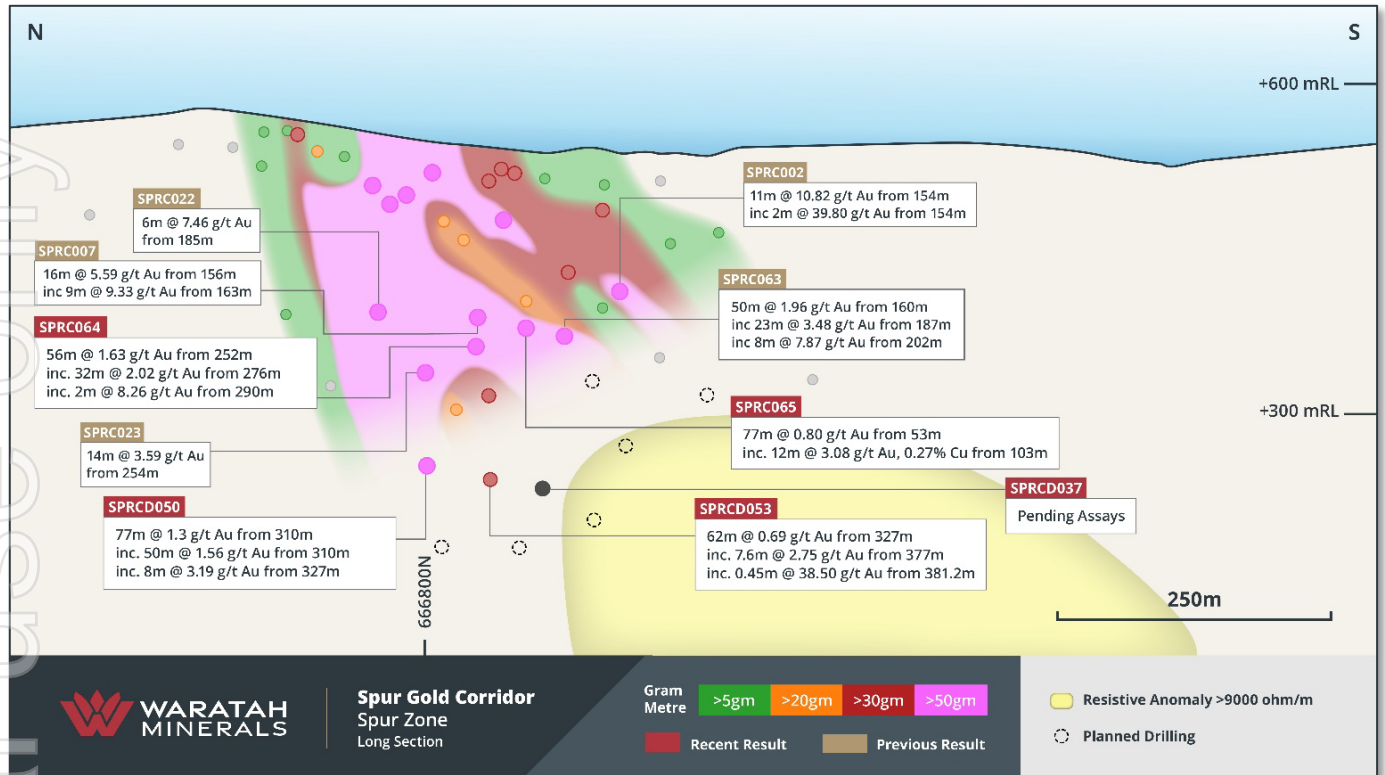 N
S
+600 mRL
SPRC002
11m @ 10.82 g/t Au from 154m
inc 2m @ 39.80 g/t Au from 154m
SPRC022
6m @ 7.46 g/t Au
from 185m
SPRC007
16m @ 5.59 g/t Au from 156m
inc 9m @ 9.33 g/t Au from 163m
SPRC063
50m @ 1.96 g/t Au from 160m
inc 23m @ 3.48 g/t Au from 187m
inc 8m @ 7.87 g/t Au from 202m
SPRC064
56m @ 1.63 g/t Au from 252m
inc. 32m @ 2.02 g/t Au from 276m
inc. 2m @ 8.26 g/t Au from 290m
+300 mRL
SPRC065
77m @ 0.80 g/t Au from 53m
inc. 12m @ 3.08 g/t Au, 0.27% Cu from 103m
SPRC023
14m @ 3.59 g/t Au
from 254m
SPRCD037
Pending Assays
SPRCD050
77m @ 1.3 g/t Au from 310m
inc. 50m @ 1.56 g/t Au from 310m
inc. 8m @ 3.19 g/t Au from 327m
SPRCD053
62m @ 0.69 g/t Au from 327m
inc. 7.6m @ 2.75 g/t Au from 377m
inc. 0.45m @ 38.50 g/t Au from 381.2m
666800N
250m
WARATAH
MINERALS
Spur Gold Corridor
Spur Zone
Long Section
Gram
Metre
>5gm
>20gm
>30gm
>50gm
Recent Result
Previous Result
Resistive Anomaly >9000 ohm/m
Planned Drilling